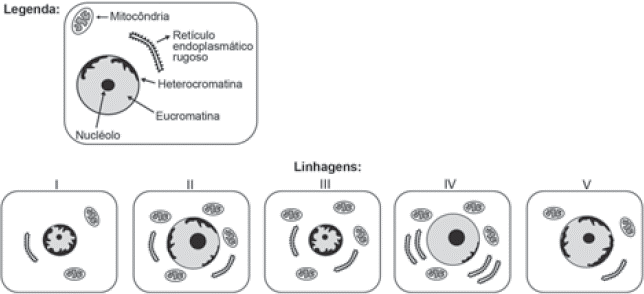 Legenda:
Mitocôndria
Retículo
endoplasmático
rugoso
Heterocromatina
Eucromatina
Nucléolo
Linhagens:
I II III IV V